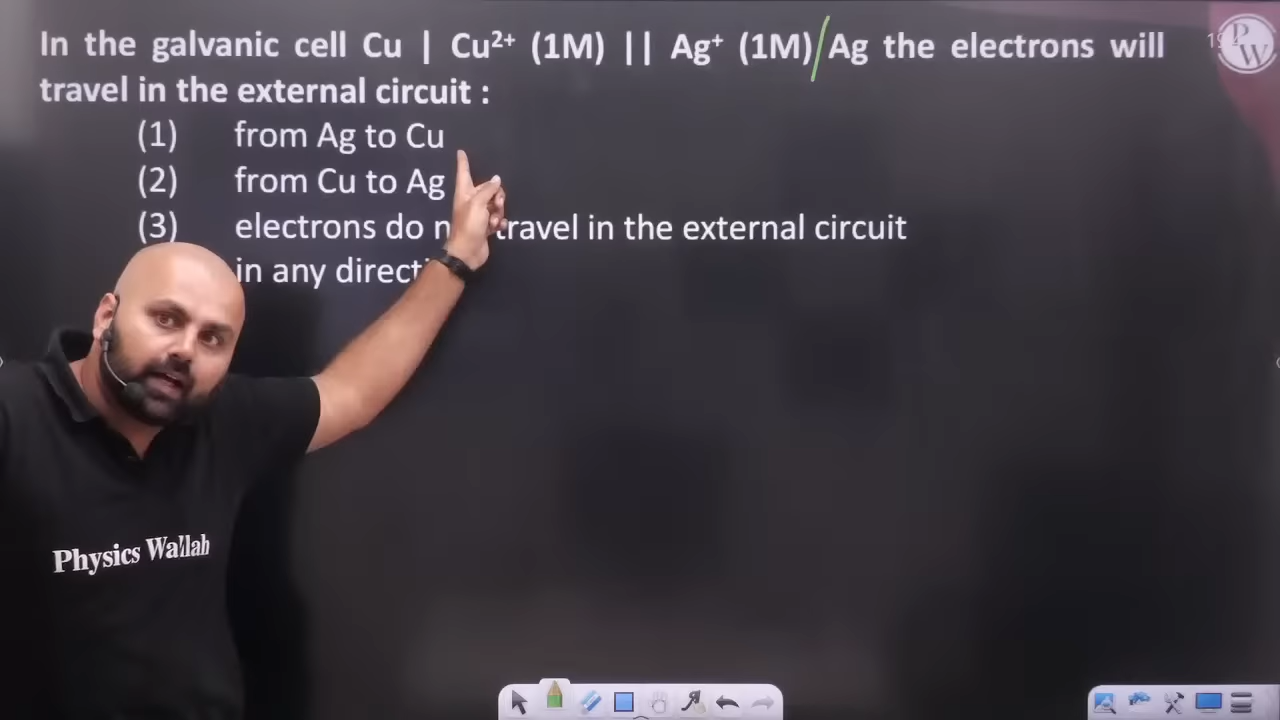 In the galvanic cell Cu | Cu²⁺ (1M) || Ag⁺ (1M)/Ag the electrons will
travel in the external circuit :
(1) from Ag to Cu
(2) from Cu to Ag
(3) electrons do travel in the external circuit
in any
Physics Wallah
PW